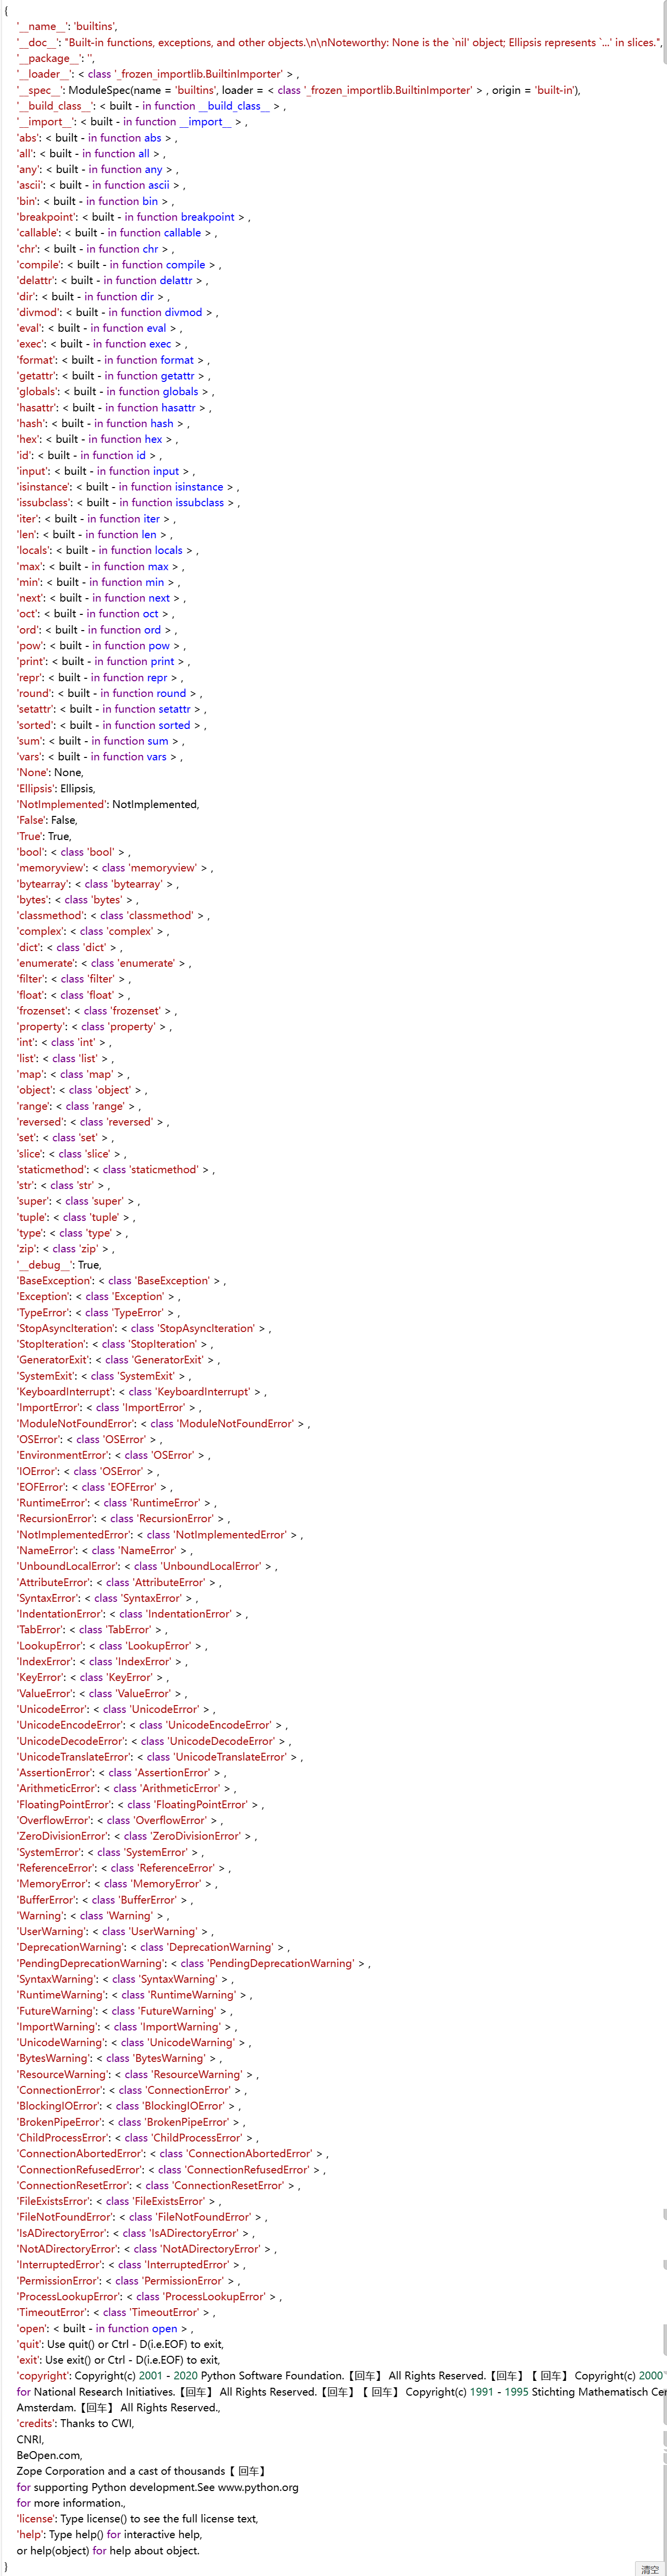 {
'__name__': 'builtins',
'__doc__': "Built-in functions, exceptions, and other objects.\n\nNoteworthy: None is the `nil' object; Ellipsis represents `...' in slices.",
'__package__': '',
'__loader__': < class '_frozen_importlib.BuiltinImporter' > ,
'__spec__': ModuleSpec(name = 'builtins', loader = < class '_frozen_importlib.BuiltinImporter' > , origin = 'built-in'),
'__build_class__': < built - in function __build_class__ > ,
'__import__': < built - in function __import__ > ,
'abs': < built - in function abs > ,
'all': < built - in function all > ,
'any': < built - in function any > ,
'ascii': < built - in function ascii > ,
'bin': < built - in function bin > ,
'breakpoint': < built - in function breakpoint > ,
'callable': < built - in function callable > ,
'chr': < built - in function chr > ,
'compile': < built - in function compile > ,
'delattr': < built - in function delattr > ,
'dir': < built - in function dir > ,
'divmod': < built - in function divmod > ,
'eval': < built - in function eval > ,
'exec': < built - in function exec > ,
'format': < built - in function format > ,
'getattr': < built - in function getattr > ,
'globals': < built - in function globals > ,
'hasattr': < built - in function hasattr > ,
'hash': < built - in function hash > ,
'hex': < built - in function hex > ,
'id': < built - in function id > ,
'input': < built - in function input > ,
'isinstance': < built - in function isinstance > ,
'issubclass': < built - in function issubclass > ,
'iter': < built - in function iter > ,
'len': < built - in function len > ,
'locals': < built - in function locals > ,
'max': < built - in function max > ,
'min': < built - in function min > ,
'next': < built - in function next > ,
'oct': < built - in function oct > ,
'ord': < built - in function ord > ,
'pow': < built - in function pow > ,
'print': < built - in function print > ,
'repr': < built - in function repr > ,
'round': < built - in function round > ,
'setattr': < built - in function setattr > ,
'sorted': < built - in function sorted > ,
'sum': < built - in function sum > ,
'vars': < built - in function vars > ,
'None': None,
'Ellipsis': Ellipsis,
'NotImplemented': NotImplemented,
'False': False,
'True': True,
'bool': < class 'bool' > ,
'memoryview': < class 'memoryview' > ,
'bytearray': < class 'bytearray' > ,
'bytes': < class 'bytes' > ,
'classmethod': < class 'classmethod' > ,
'complex': < class 'complex' > ,
'dict': < class 'dict' > ,
'enumerate': < class 'enumerate' > ,
'filter': < class 'filter' > ,
'float': < class 'float' > ,
'frozenset': < class 'frozenset' > ,
'property': < class 'property' > ,
'int': < class 'int' > ,
'list': < class 'list' > ,
'map': < class 'map' > ,
'object': < class 'object' > ,
'range': < class 'range' > ,
'reversed': < class 'reversed' > ,
'set': < class 'set' > ,
'slice': < class 'slice' > ,
'staticmethod': < class 'staticmethod' > ,
'str': < class 'str' > ,
'super': < class 'super' > ,
'tuple': < class 'tuple' > ,
'type': < class 'type' > ,
'zip': < class 'zip' > ,
'__debug__': True,
'BaseException': < class 'BaseException' > ,
'Exception': < class 'Exception' > ,
'TypeError': < class 'TypeError' > ,
'StopAsyncIteration': < class 'StopAsyncIteration' > ,
'StopIteration': < class 'StopIteration' > ,
'GeneratorExit': < class 'GeneratorExit' > ,
'SystemExit': < class 'SystemExit' > ,
'KeyboardInterrupt': < class 'KeyboardInterrupt' > ,
'ImportError': < class 'ImportError' > ,
'ModuleNotFoundError': < class 'ModuleNotFoundError' > ,
'OSError': < class 'OSError' > ,
'EnvironmentError': < class 'OSError' > ,
'IOError': < class 'OSError' > ,
'EOFError': < class 'EOFError' > ,
'RuntimeError': < class 'RuntimeError' > ,
'RecursionError': < class 'RecursionError' > ,
'NotImplementedError': < class 'NotImplementedError' > ,
'NameError': < class 'NameError' > ,
'UnboundLocalError': < class 'UnboundLocalError' > ,
'AttributeError': < class 'AttributeError' > ,
'SyntaxError': < class 'SyntaxError' > ,
'IndentationError': < class 'IndentationError' > ,
'TabError': < class 'TabError' > ,
'LookupError': < class 'LookupError' > ,
'IndexError': < class 'IndexError' > ,
'KeyError': < class 'KeyError' > ,
'ValueError': < class 'ValueError' > ,
'UnicodeError': < class 'UnicodeError' > ,
'UnicodeEncodeError': < class 'UnicodeEncodeError' > ,
'UnicodeDecodeError': < class 'UnicodeDecodeError' > ,
'UnicodeTranslateError': < class 'UnicodeTranslateError' > ,
'AssertionError': < class 'AssertionError' > ,
'ArithmeticError': < class 'ArithmeticError' > ,
'FloatingPointError': < class 'FloatingPointError' > ,
'OverflowError': < class 'OverflowError' > ,
'ZeroDivisionError': < class 'ZeroDivisionError' > ,
'SystemError': < class 'SystemError' > ,
'ReferenceError': < class 'ReferenceError' > ,
'MemoryError': < class 'MemoryError' > ,
'BufferError': < class 'BufferError' > ,
'Warning': < class 'Warning' > ,
'UserWarning': < class 'UserWarning' > ,
'DeprecationWarning': < class 'DeprecationWarning' > ,
'PendingDeprecationWarning': < class 'PendingDeprecationWarning' > ,
'SyntaxWarning': < class 'SyntaxWarning' > ,
'RuntimeWarning': < class 'RuntimeWarning' > ,
'FutureWarning': < class 'FutureWarning' > ,
'ImportWarning': < class 'ImportWarning' > ,
'UnicodeWarning': < class 'UnicodeWarning' > ,
'BytesWarning': < class 'BytesWarning' > ,
'ResourceWarning': < class 'ResourceWarning' > ,
'ConnectionError': < class 'ConnectionError' > ,
'BlockingIOError': < class 'BlockingIOError' > ,
'BrokenPipeError': < class 'BrokenPipeError' > ,
'ChildProcessError': < class 'ChildProcessError' > ,
'ConnectionAbortedError': < class 'ConnectionAbortedError' > ,
'ConnectionRefusedError': < class 'ConnectionRefusedError' > ,
'ConnectionResetError': < class 'ConnectionResetError' > ,
'FileExistsError': < class 'FileExistsError' > ,
'FileNotFoundError': < class 'FileNotFoundError' > ,
'IsADirectoryError': < class 'IsADirectoryError' > ,
'NotADirectoryError': < class 'NotADirectoryError' > ,
'InterruptedError': < class 'InterruptedError' > ,
'PermissionError': < class 'PermissionError' > ,
'ProcessLookupError': < class 'ProcessLookupError' > ,
'TimeoutError': < class 'TimeoutError' > ,
'open': < built - in function open > ,
'quit': Use quit() or Ctrl - D(i.e.EOF) to exit,
'exit': Use exit() or Ctrl - D(i.e.EOF) to exit,
'copyright': Copyright(c) 2001 - 2020 Python Software Foundation.【回车】 All Rights Reserved.【回车】【 回车】 Copyright(c) 2000
for National Research Initiatives.【回车】 All Rights Reserved.【回车】【 回车】 Copyright(c) 1991 - 1995 Stichting Mathematisch Cen
Amsterdam.【回车】 All Rights Reserved.,
'credits': Thanks to CWI,
CNRI,
BeOpen.com,
Zope Corporation and a cast of thousands【 回车】
for supporting Python development.See www.python.org
for more information.,
'license': Type license() to see the full license text,
'help': Type help() for interactive help,
or help(object) for help about object.
}
清空